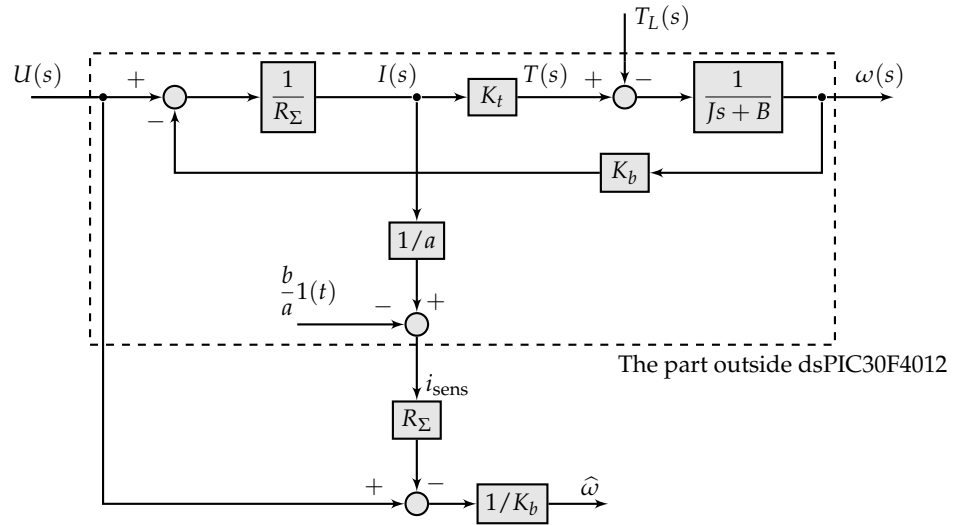 T_L(s)
U(s) + 1/R_Σ I(s) K_t T(s) + − 1/(Js + B) ω(s)
−
K_b
1/a
b/a 1(t) − +
The part outside dsPIC30F4012
i_sens
R_Σ
+ − 1/K_b ω̂